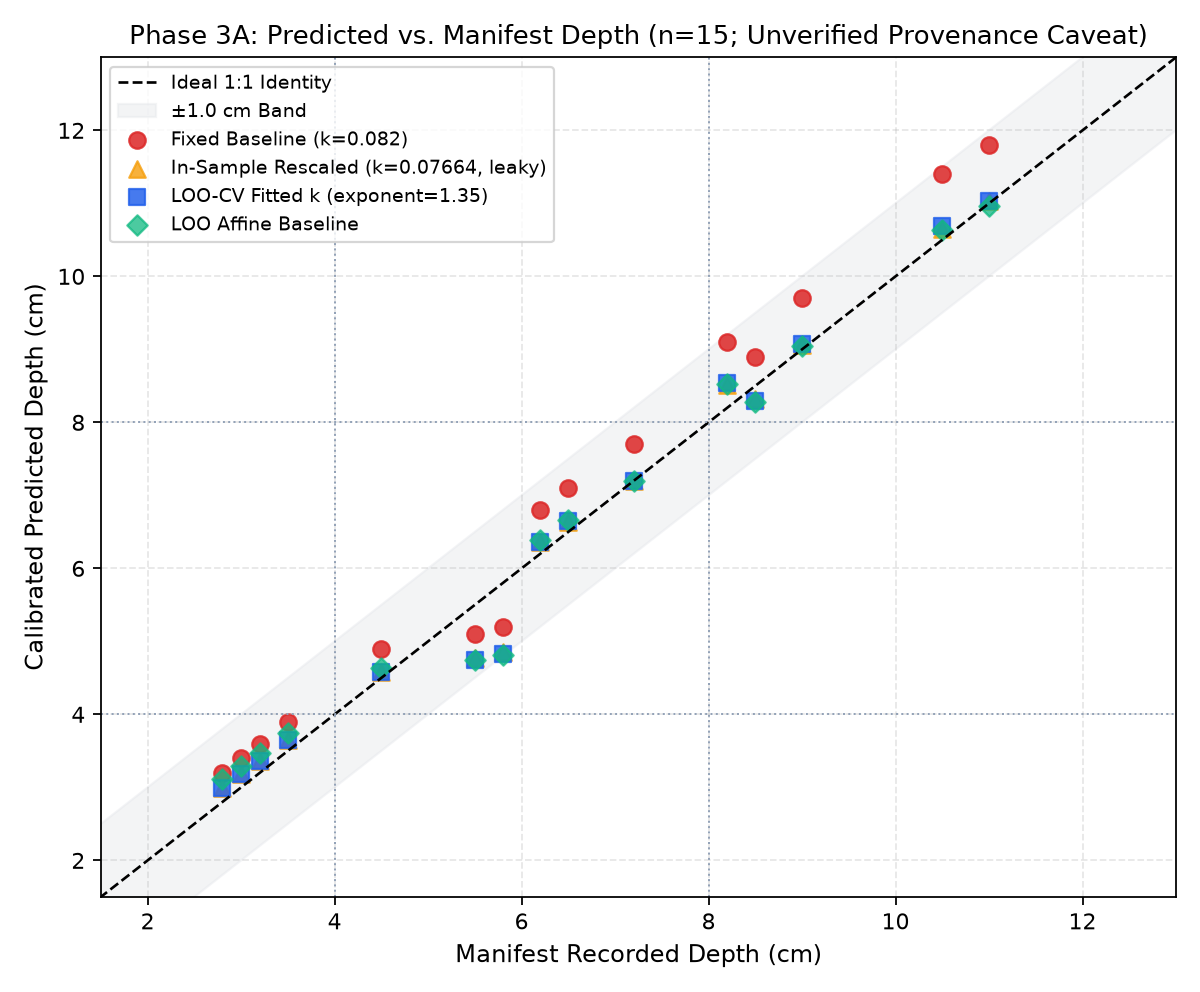 Phase 3A: Predicted vs. Manifest Depth (n=15; Unverified Provenance Caveat)
Ideal 1:1 Identity
±1.0 cm Band
Fixed Baseline (k=0.082)
In-Sample Rescaled (k=0.07664, leaky)
LOO-CV Fitted k (exponent=1.35)
LOO Affine Baseline
Calibrated Predicted Depth (cm)
12
10
8
6
4
2
2 4 6 8 10 12
Manifest Recorded Depth (cm)